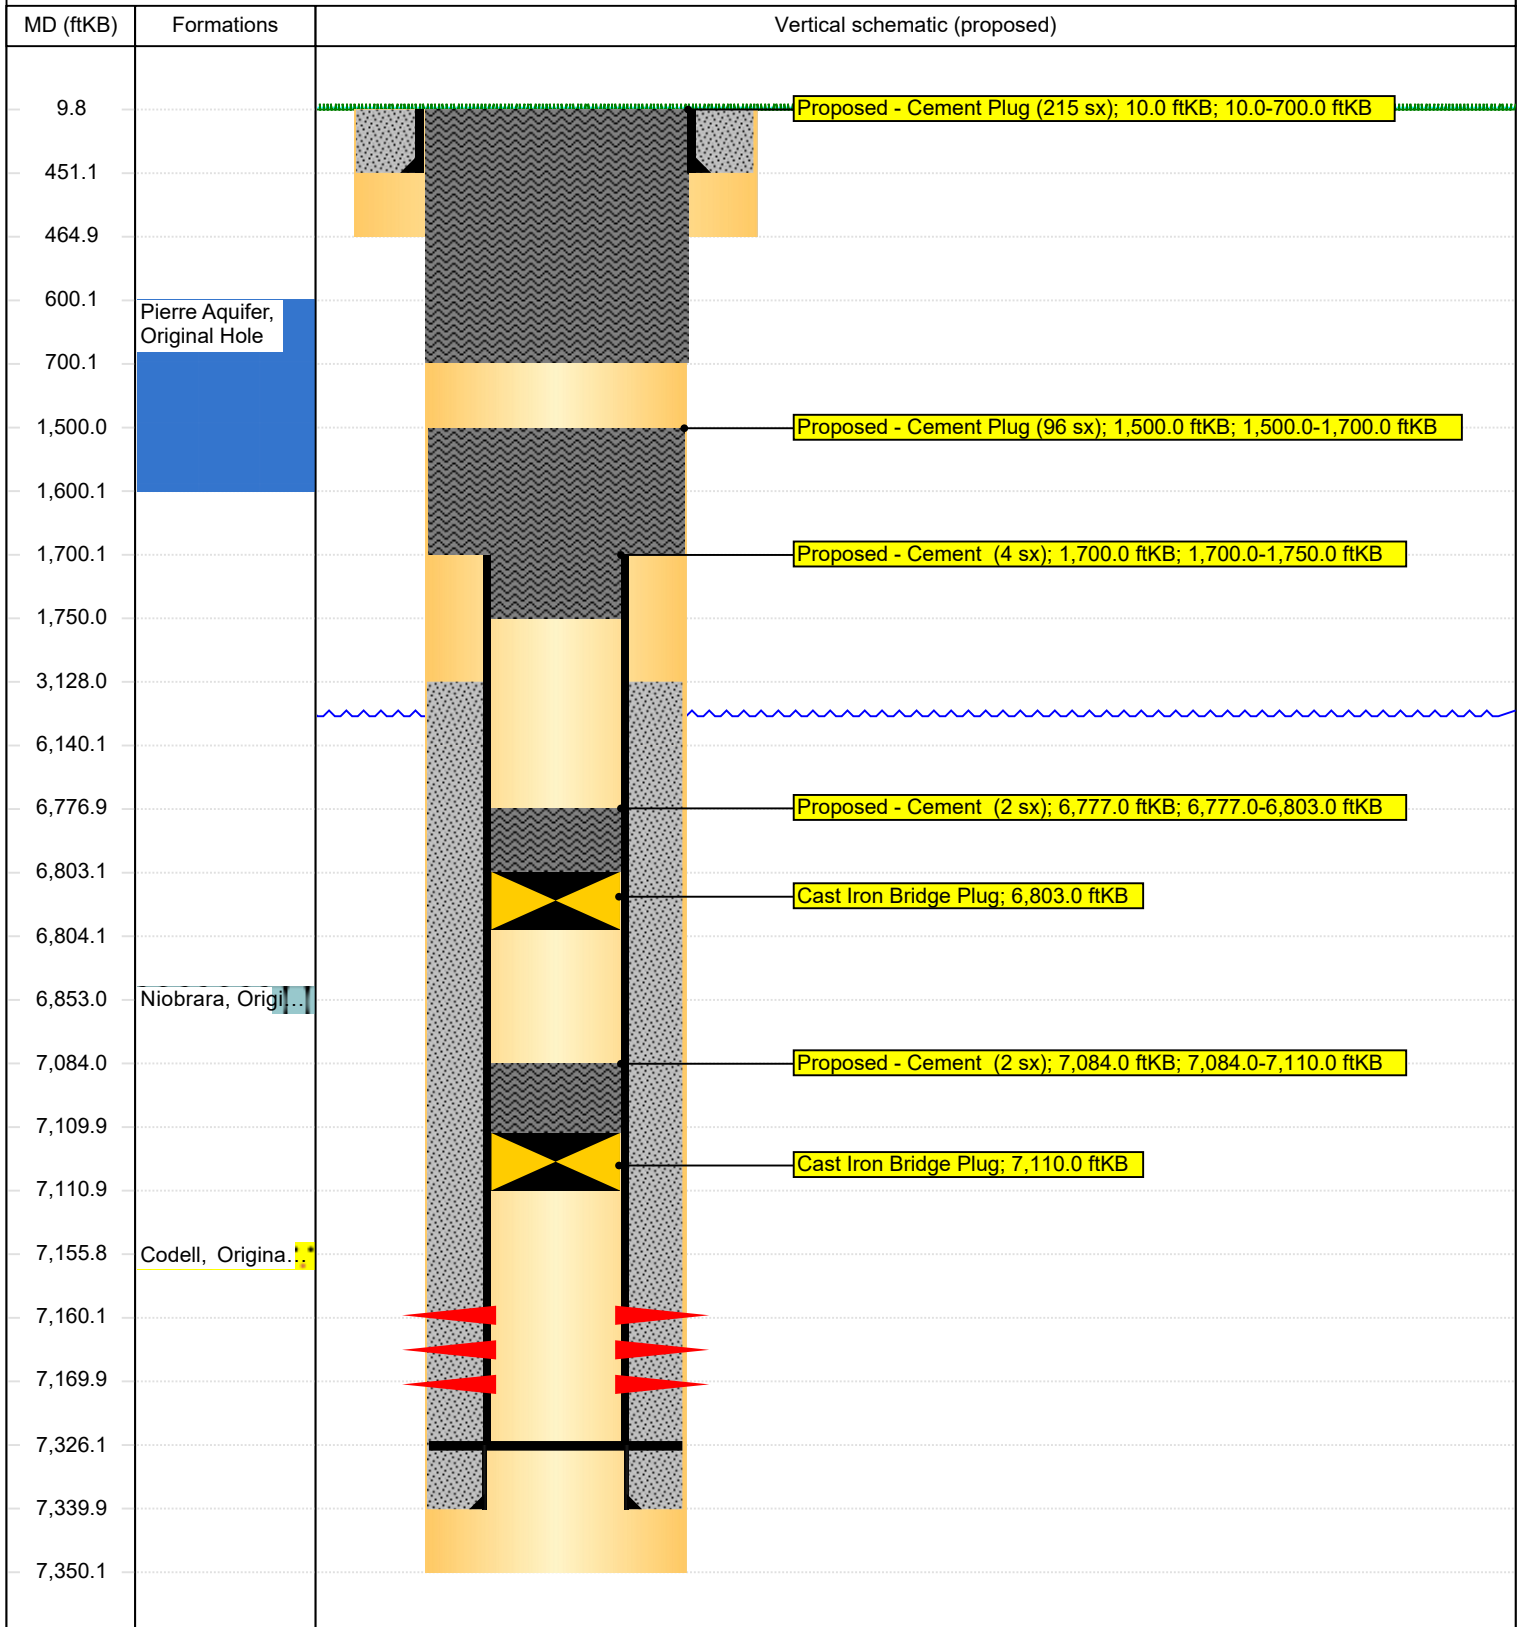 MD (ftKB) Formations Vertical schematic (proposed)
9.8 Proposed - Cement Plug (215 sx); 10.0 ftKB; 10.0-700.0 ftKB
451.1
464.9
600.1
Pierre Aquifer,
Original Hole
700.1
1,500.0 Proposed - Cement Plug (96 sx); 1,500.0 ftKB; 1,500.0-1,700.0 ftKB
1,600.1
1,700.1 Proposed - Cement (4 sx); 1,700.0 ftKB; 1,700.0-1,750.0 ftKB
1,750.0
3,128.0
6,140.1
6,776.9 Proposed - Cement (2 sx); 6,777.0 ftKB; 6,777.0-6,803.0 ftKB
6,803.1
Cast Iron Bridge Plug; 6,803.0 ftKB
6,804.1
6,853.0 Niobrara, Origi...
7,084.0 Proposed - Cement (2 sx); 7,084.0 ftKB; 7,084.0-7,110.0 ftKB
7,109.9
Cast Iron Bridge Plug; 7,110.0 ftKB
7,110.9
7,155.8 Codell, Origina...
7,160.1
7,169.9
7,326.1
7,339.9
7,350.1